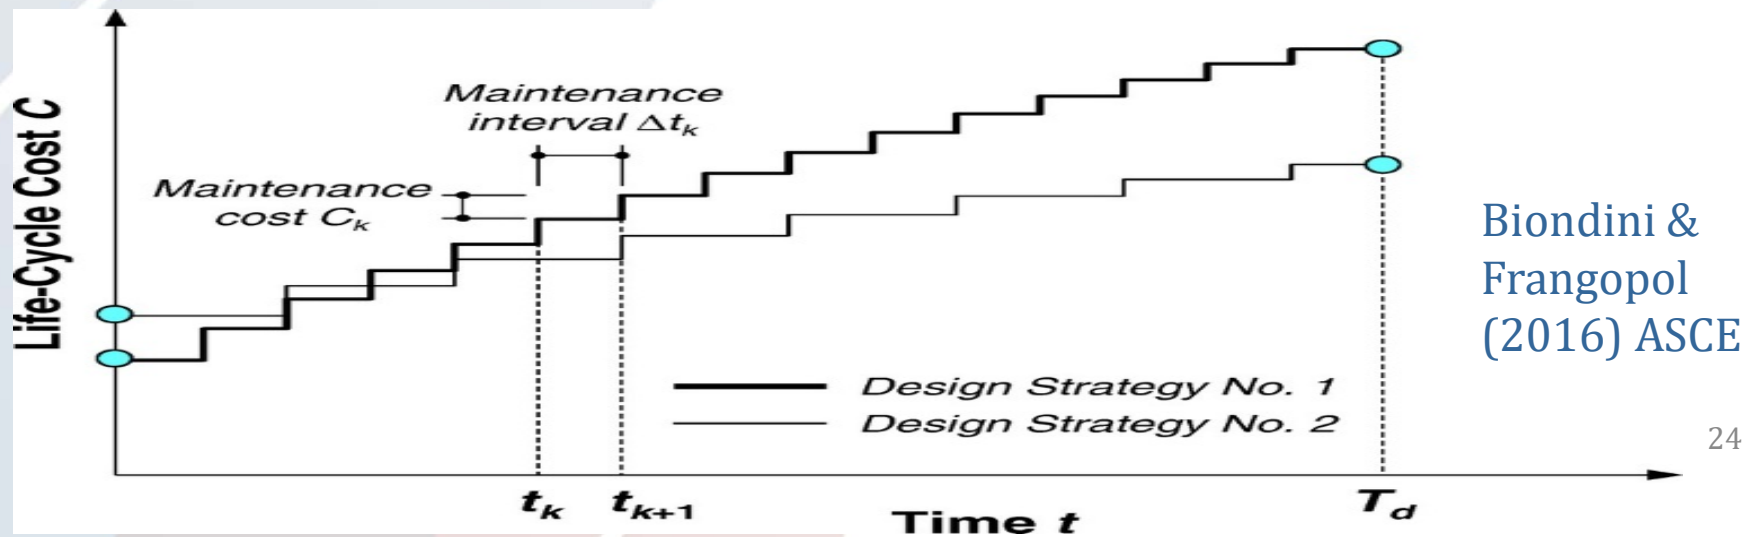 Life-Cycle Cost C
Maintenance
interval Δtk
Maintenance
cost Ck
Design Strategy No. 1
Design Strategy No. 2
tk
tk+1
Td
Time t
Biondini &
Frangopol
(2016) ASCE
24